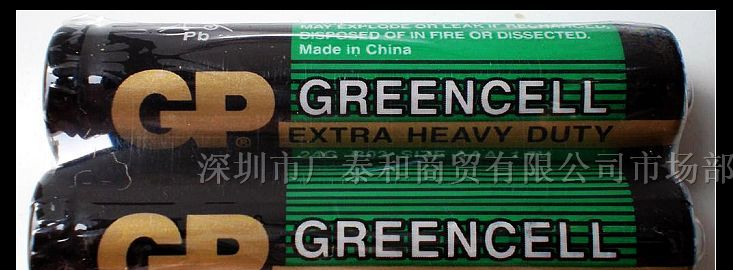 MAY EXPLODE OR LEAK IF RECHARGED,
DISPOSED OF IN FIRE OR DISSECTED.
Made in China
Pb
GP
GREENCELL
EXTRA HEAVY DUTY
深圳市广泰和商贸有限公司市场部
GP
GREENCELL